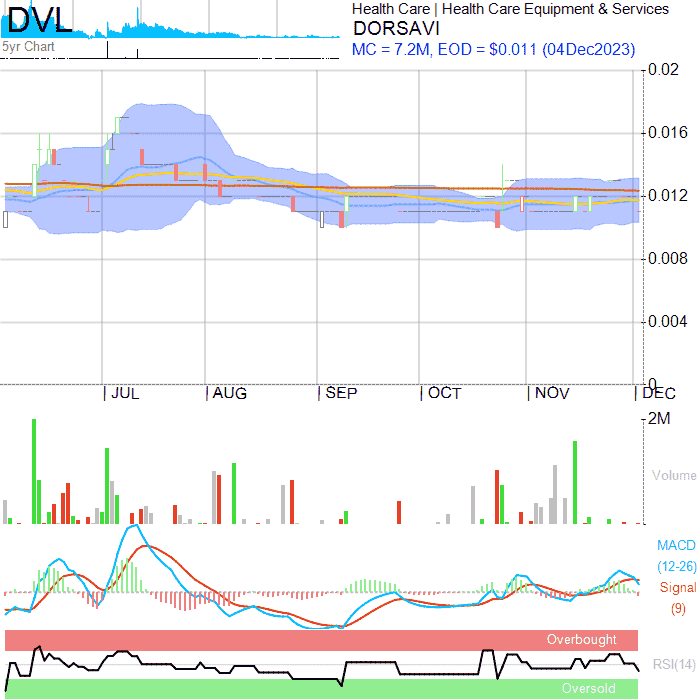 DVL
5yr Chart
Health Care | Health Care Equipment & Services
DORSAVI
MC = 7.2M, EOD = $0.011 (04Dec2023)
0.02
0.016
0.012
0.008
0.004
0
JUL AUG SEP OCT NOV DEC
2M
Volume
MACD
(12-26)
Signal
(9)
Overbought
RSI(14)
Oversold